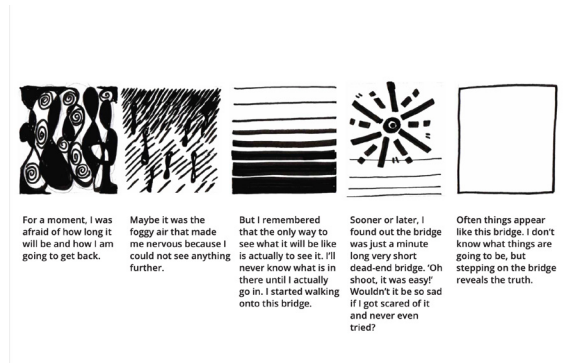 For a moment, I was
afraid of how long it
will be and how I am
going to get back.
Maybe it was the
foggy air that made
me nervous because I
could not see anything
further.
But I remembered
that the only way to
see what it will be like
is actually to see it. I'll
never know what is in
there until I actually
go in. I started walking
onto this bridge.
Sooner or later, I
found out the bridge
was just a minute
long very short
dead-end bridge. ‘Oh
shoot, it was easy!’
Wouldn't it be so sad
if I got scared of it
and never even
tried?
Often things appear
like this bridge. I don't
know what things are
going to be, but
stepping on the bridge
reveals the truth.